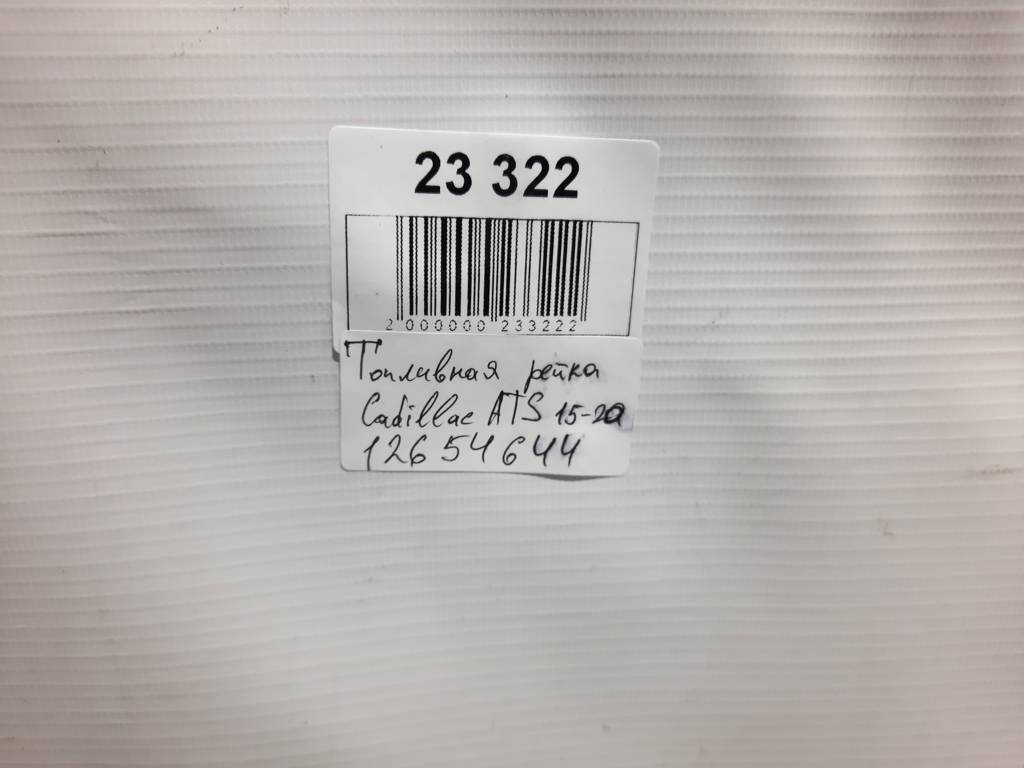 23 322
2 000000 233222
Топливная рейка
Cadillac ATS 15-20
12654644